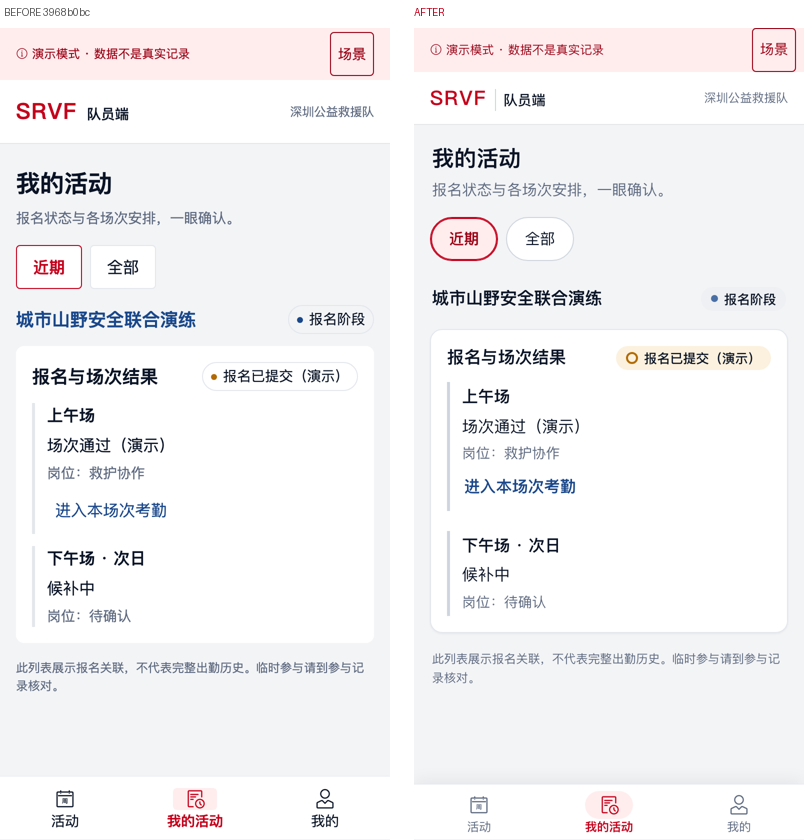 BEFORE 3968b0bc
演示模式 · 数据不是真实记录
场景
SRVF 队员端
深圳公益救援队
我的活动
报名状态与各场次安排，一眼确认。
近期
全部
城市山野安全联合演练
报名阶段
报名与场次结果
报名已提交（演示）
上午场
场次通过（演示）
岗位：救护协作
进入本场次考勤
下午场 · 次日
候补中
岗位：待确认
此列表展示报名关联，不代表完整出勤历史。临时参与请到参与记
录核对。
周
活动
我的活动
我的
AFTER
演示模式 · 数据不是真实记录
场景
SRVF 队员端
深圳公益救援队
我的活动
报名状态与各场次安排，一眼确认。
近期
全部
城市山野安全联合演练
报名阶段
报名与场次结果
报名已提交（演示）
上午场
场次通过（演示）
岗位：救护协作
进入本场次考勤
下午场 · 次日
候补中
岗位：待确认
此列表展示报名关联，不代表完整出勤历史。临时参与请到参与记
录核对。
周
活动
我的活动
我的